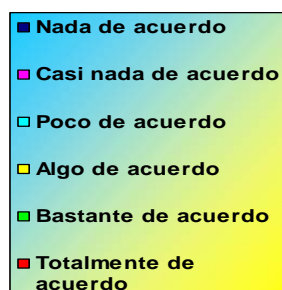 Nada de acuerdo
Casi nada de acuerdo
Poco de acuerdo
Algo de acuerdo
Bastante de acuerdo
Totalmente de
acuerdo